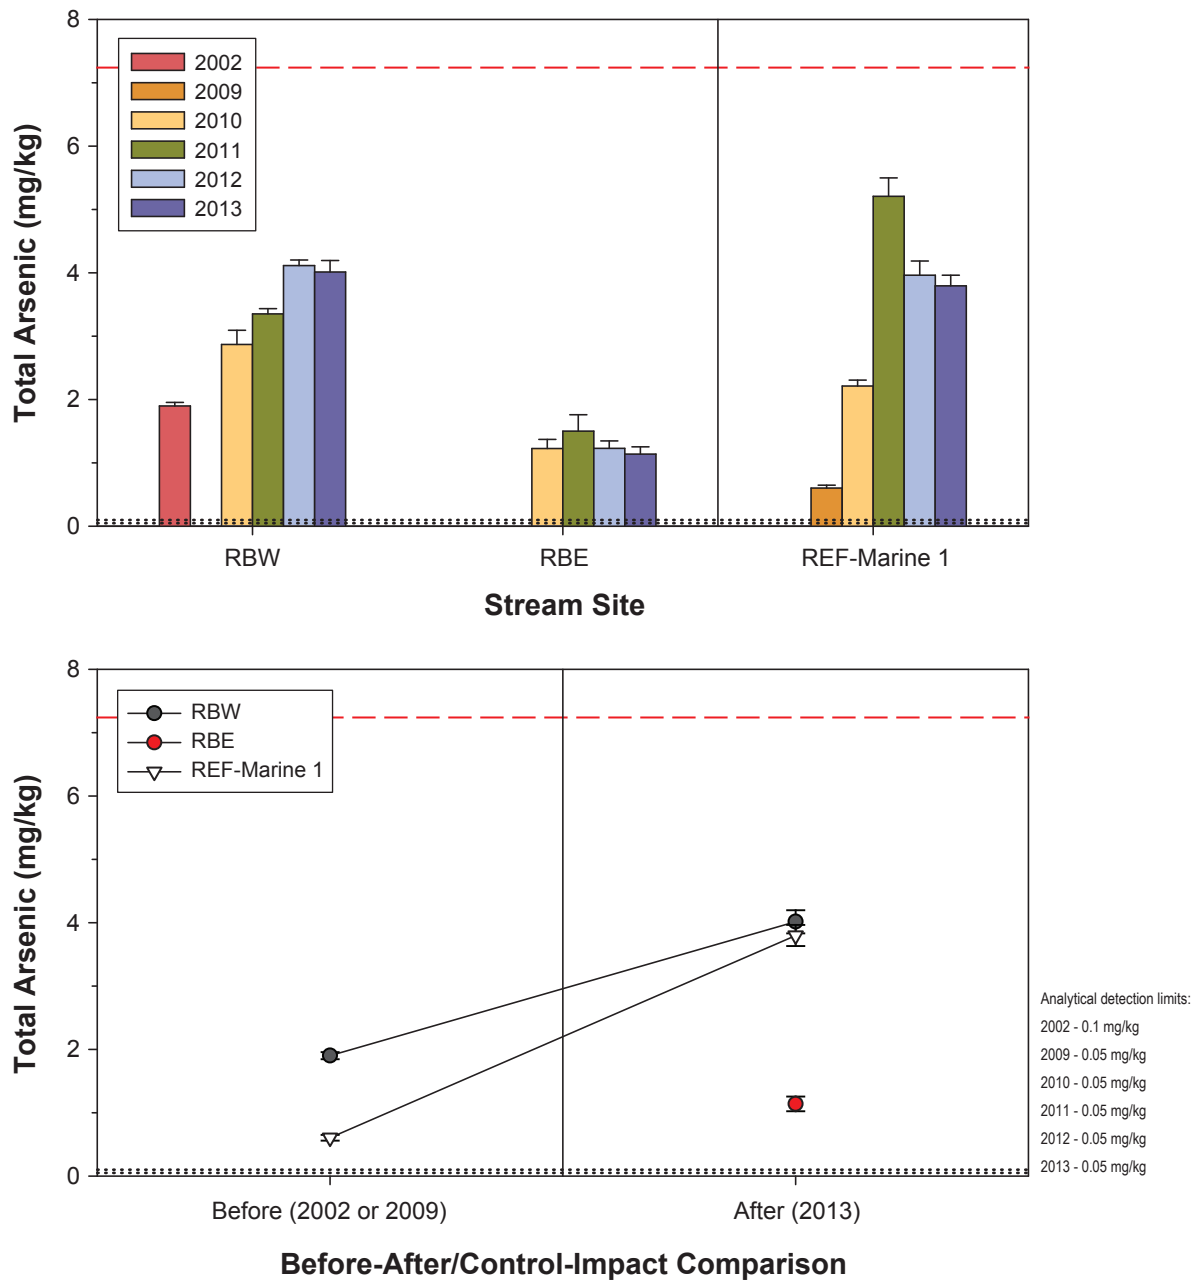 8
6
4
2
0
Total Arsenic (mg/kg)
2002
2009
2010
2011
2012
2013
RBW
RBE
REF-Marine 1
Stream Site
8
6
4
2
0
Total Arsenic (mg/kg)
RBW
RBE
REF-Marine 1
Before (2002 or 2009)
After (2013)
Before-After/Control-Impact Comparison
Analytical detection limits:
2002 - 0.1 mg/kg
2009 - 0.05 mg/kg
2010 - 0.05 mg/kg
2011 - 0.05 mg/kg
2012 - 0.05 mg/kg
2013 - 0.05 mg/kg